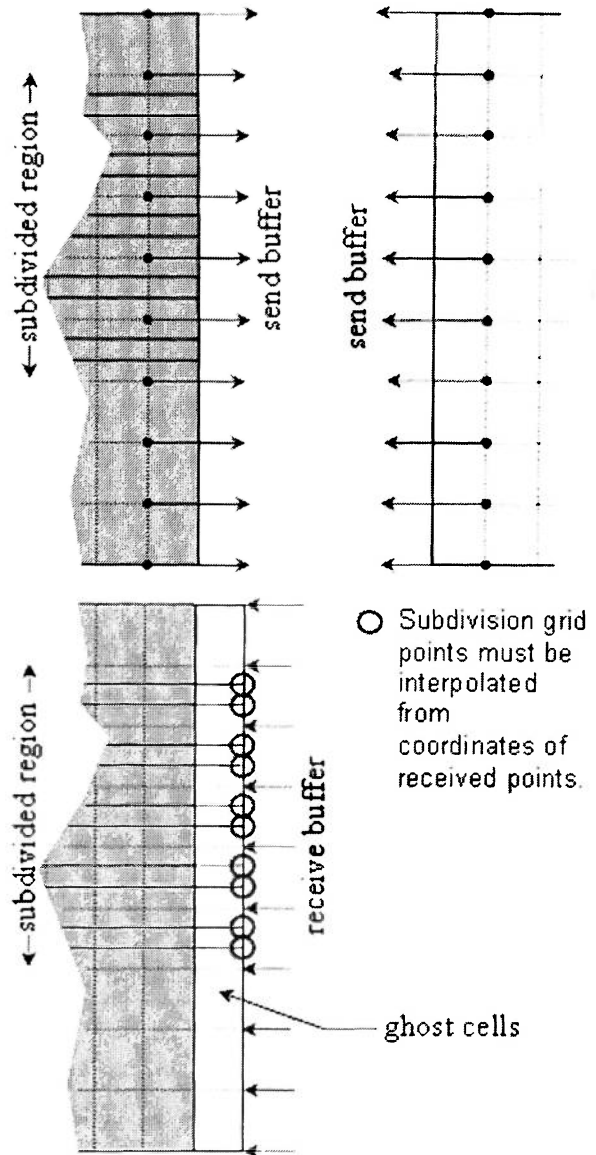 ←subdivided region→
send buffer
send buffer
←subdivided region→
receive buffer
Subdivision grid
points must be
interpolated
from
coordinates of
received points.
ghost cells